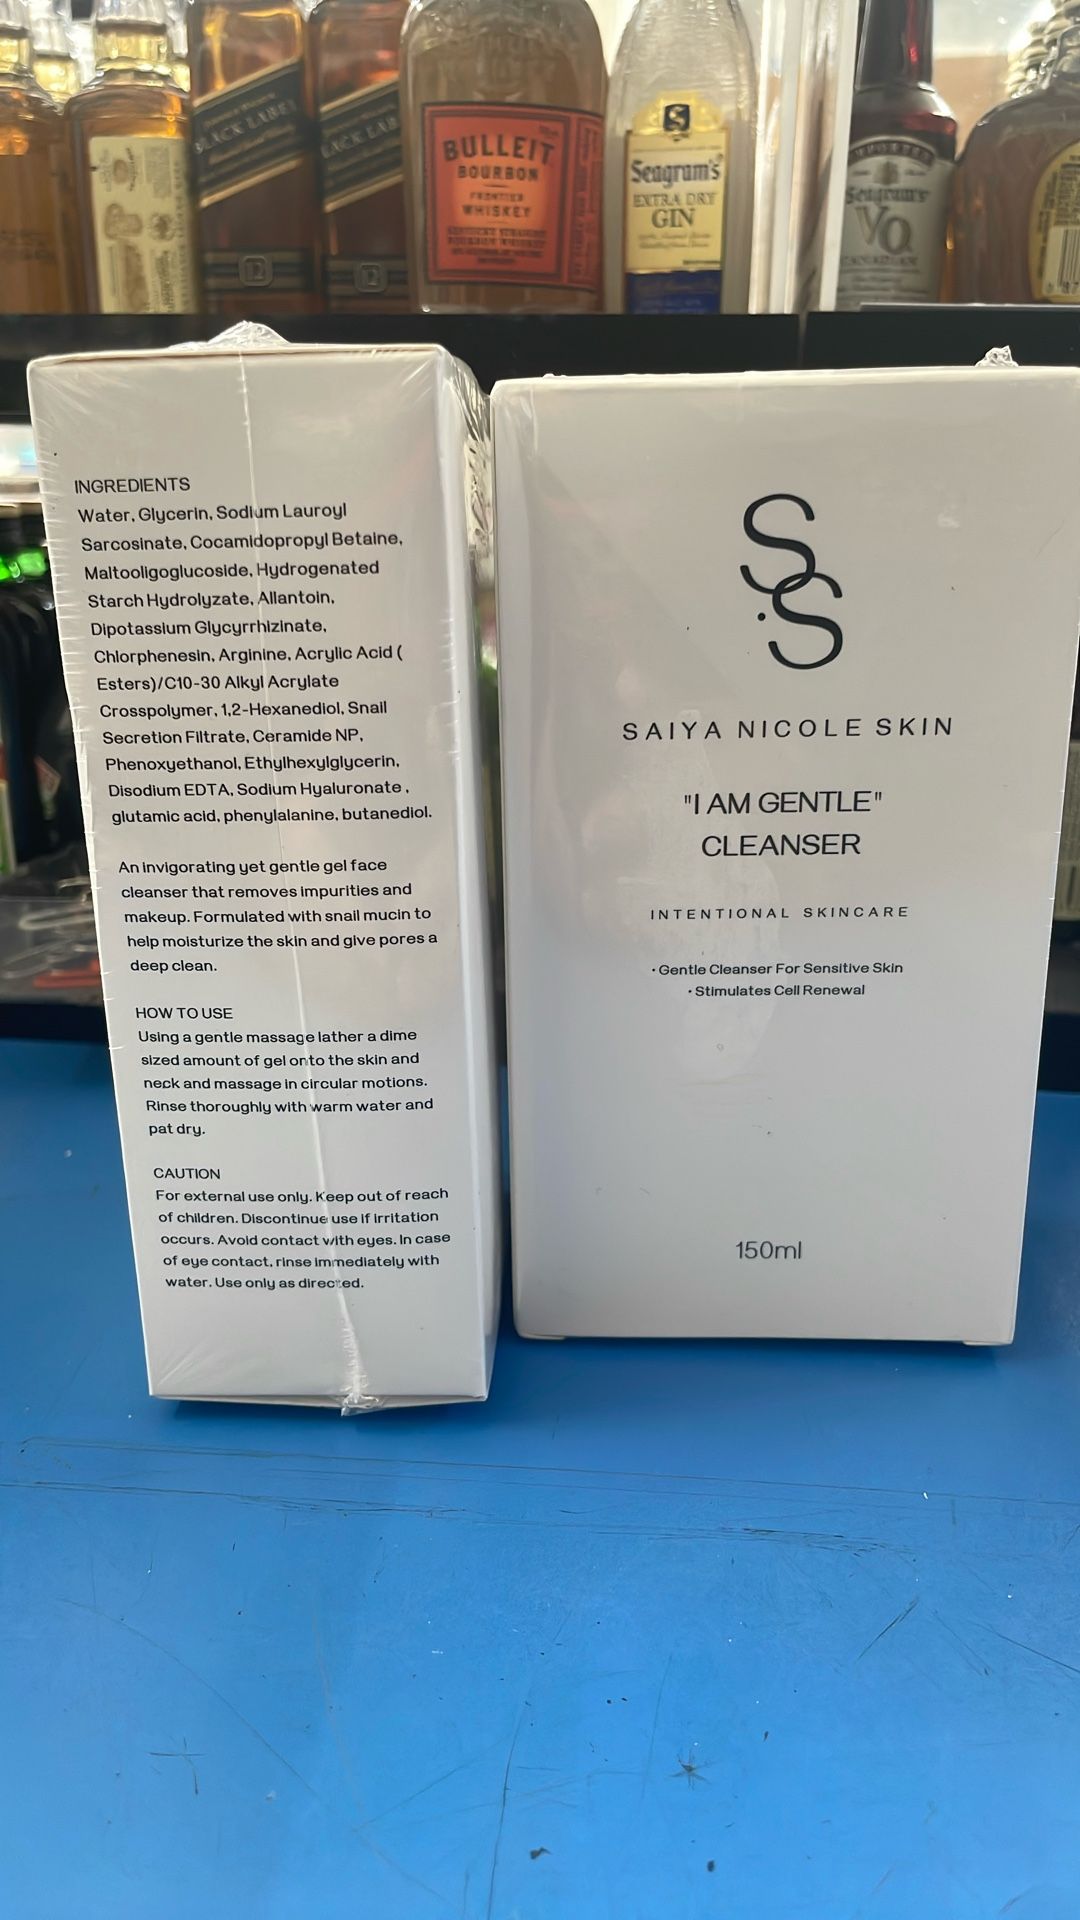 BLACK LABEL
BLACK LAB
BULLEIT
BOURBON
FRONTIER
WHISKEY
Seagram's
EXTRA DRY
GIN
IMPORTED
Seagram's
VO
CANADIAN
INGREDIENTS
Water, Glycerin, Sodium Lauroyl
Sarcosinate, Cocamidopropyl Betaine,
Maltooligoglucoside, Hydrogenated
Starch Hydrolyzate, Allantoin,
Dipotassium Glycyrrhizinate,
Chlorphenesin, Arginine, Acrylic Acid (
Esters)/C10-30 Alkyl Acrylate
Crosspolymer, 1,2-Hexanediol, Snail
Secretion Filtrate, Ceramide NP,
Phenoxyethanol, Ethylhexylglycerin,
Disodium EDTA, Sodium Hyaluronate ,
glutamic acid, phenylalanine, butanediol.
An invigorating yet gentle gel face
cleanser that removes impurities and
makeup. Formulated with snail mucin to
help moisturize the skin and give pores a
deep clean.
HOW TO USE
Using a gentle massage lather a dime
sized amount of gel onto the skin and
neck and massage in circular motions.
Rinse thoroughly with warm water and
pat dry.
CAUTION
For external use only. Keep out of reach
of children. Discontinue use if irritation
occurs. Avoid contact with eyes. In case
of eye contact, rinse immediately with
water. Use only as directed.
S
S
SAIYA NICOLE SKIN
"I AM GENTLE"
CLEANSER
INTENTIONAL SKINCARE
• Gentle Cleanser For Sensitive Skin
• Stimulates Cell Renewal
150ml